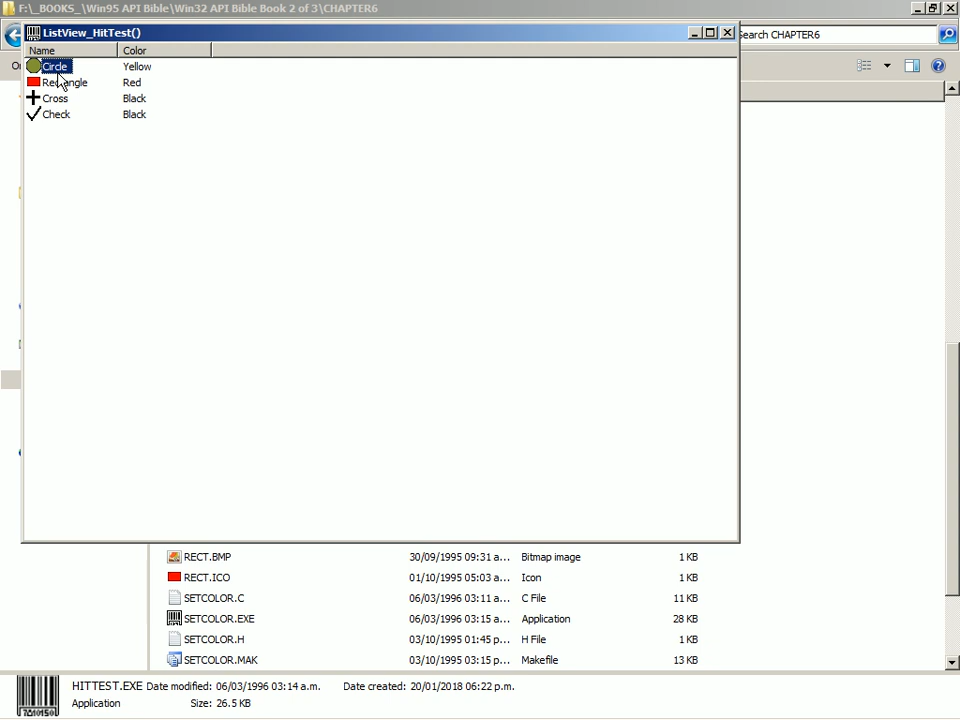 F:\_BOOKS_\Win95 API Bible\Win32 API Bible Book 2 of 3\CHAPTER6
ListView_HitTest()
Search CHAPTER6
Name Color
Circle Yellow
Rectangle Red
Cross Black
Check Black
RECT.BMP 30/09/1995 09:31 a... Bitmap image 1 KB
RECT.ICO 01/10/1995 05:03 a... Icon 1 KB
SETCOLOR.C 06/03/1996 03:11 a... C File 11 KB
SETCOLOR.EXE 06/03/1996 03:15 a... Application 28 KB
SETCOLOR.H 03/10/1995 01:45 p... H File 1 KB
SETCOLOR.MAK 03/10/1995 03:15 p... Makefile 13 KB
HITTEST.EXE Date modified: 06/03/1996 03:14 a.m. Date created: 20/01/2018 06:22 p.m.
Application Size: 26.5 KB